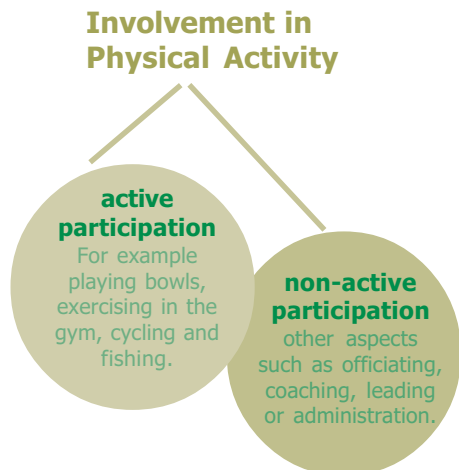 Involvement in
Physical Activity
active
participation
For example
playing bowls,
exercising in the
gym, cycling and
fishing.
non-active
participation
other aspects
such as officiating,
coaching, leading
or administration.